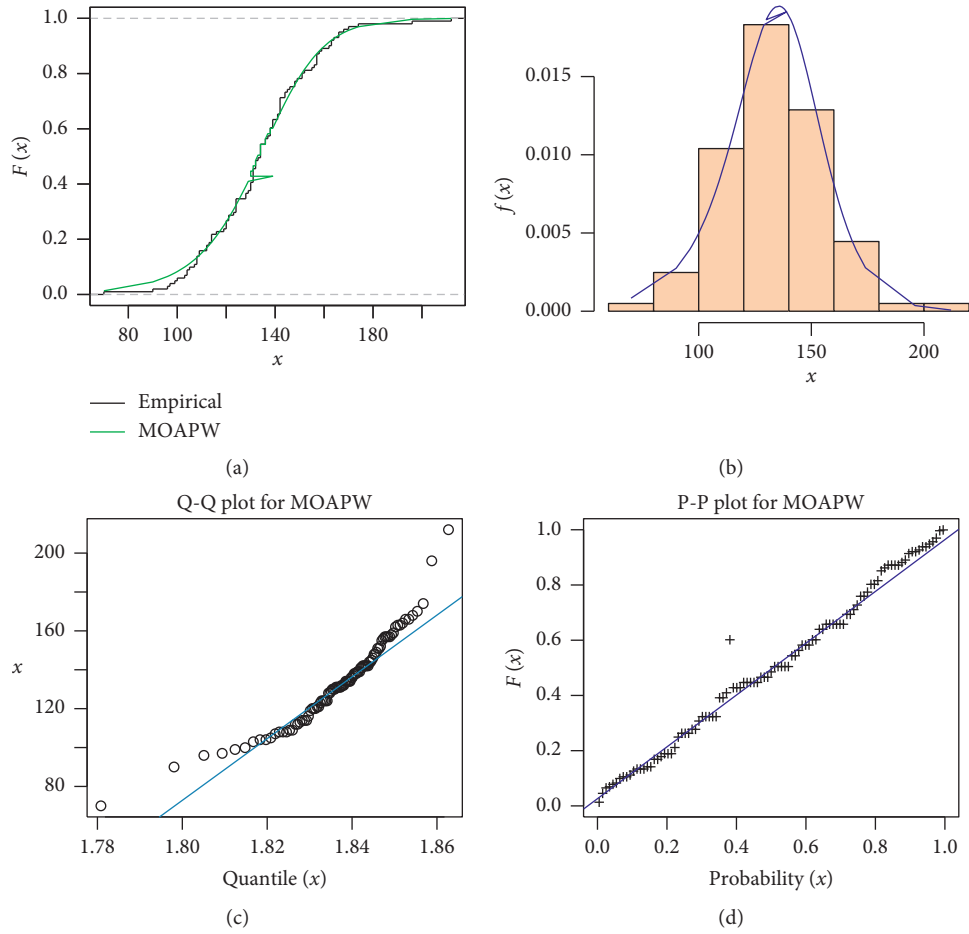 F (x)
1.0
0.8
0.6
0.4
0.2
0.0
80 100 140 180
x
Empirical
MOAPW
(a)
f (x)
0.015
0.010
0.005
0.000
100 150 200
x
(b)
Q-Q plot for MOAPW
x
200
160
120
80
1.78 1.80 1.82 1.84 1.86
Quantile (x)
(c)
P-P plot for MOAPW
F (x)
1.0
0.8
0.6
0.4
0.2
0.0
0.0 0.2 0.4 0.6 0.8 1.0
Probability (x)
(d)